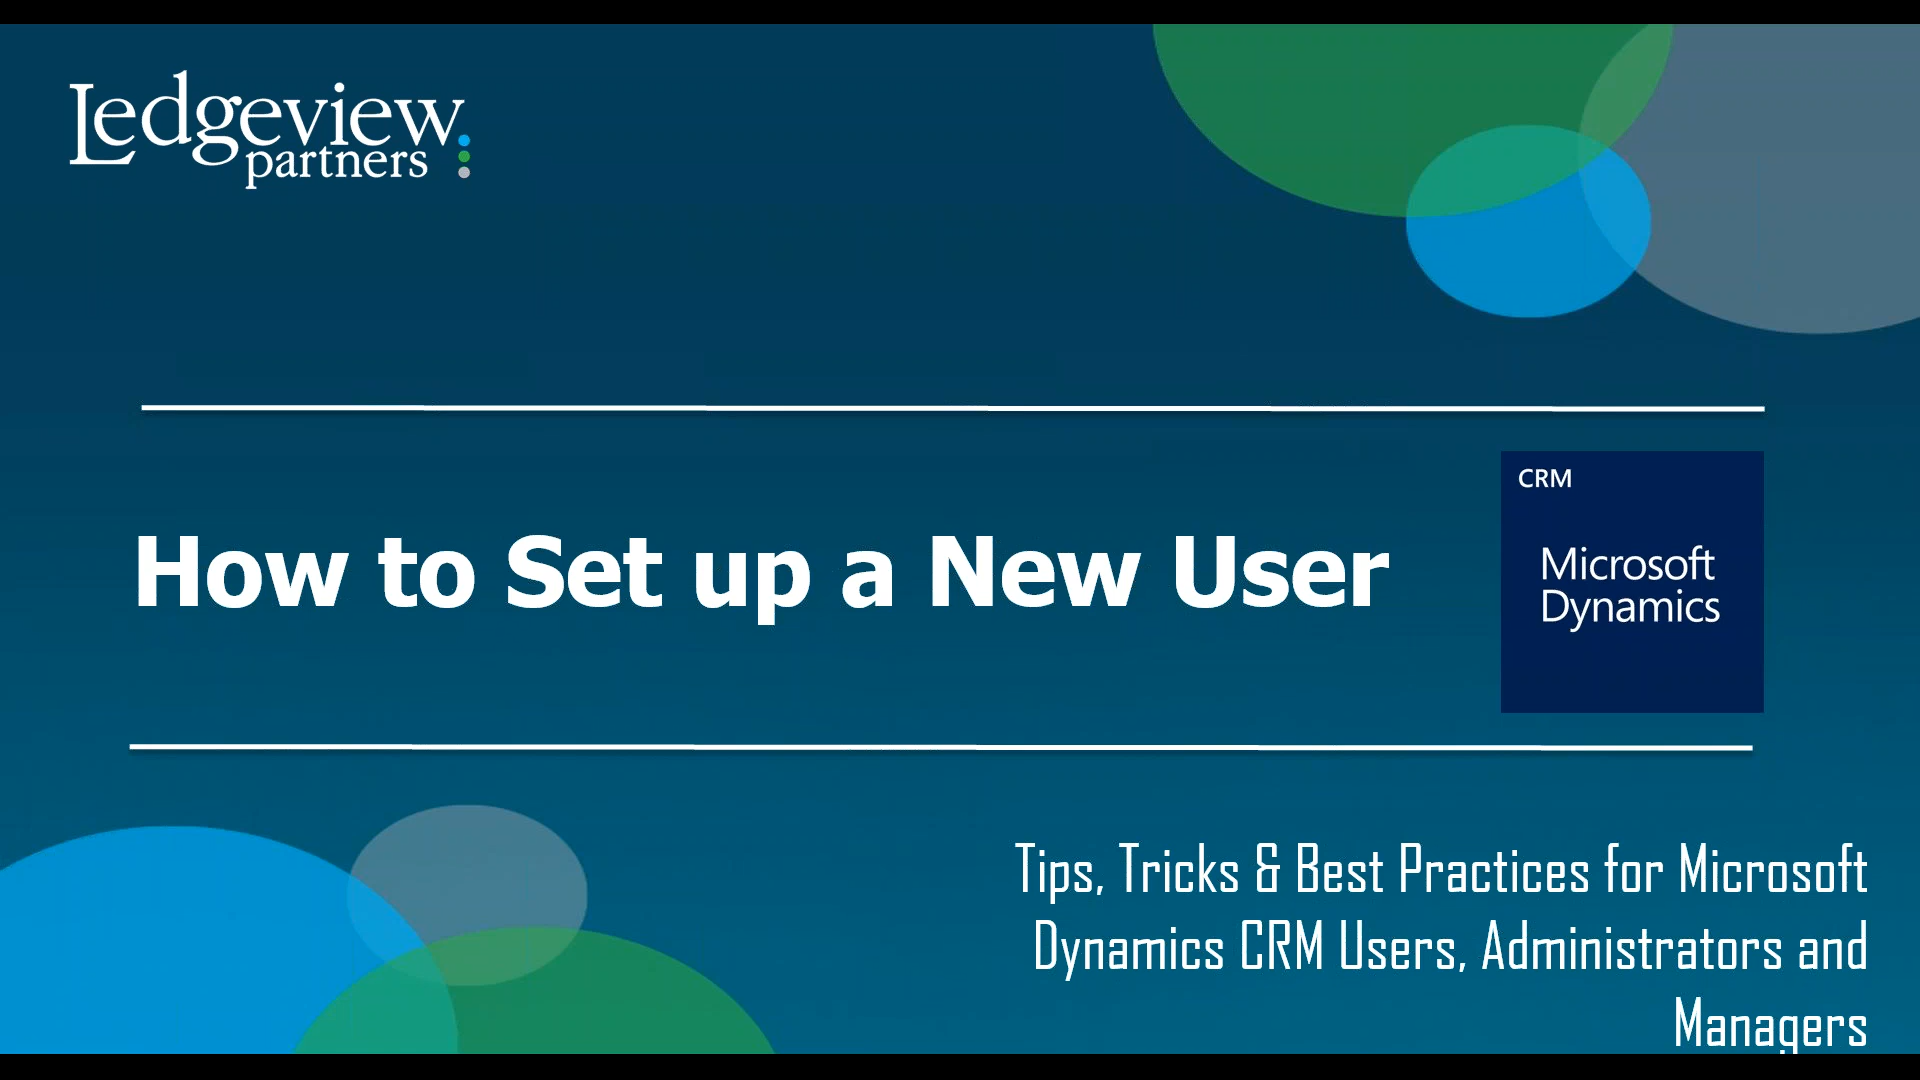 Ledgeview
partners
CRM
How to Set up a New User
Microsoft
Dynamics
Tips, Tricks & Best Practices for Microsoft
Dynamics CRM Users, Administrators and
Managers